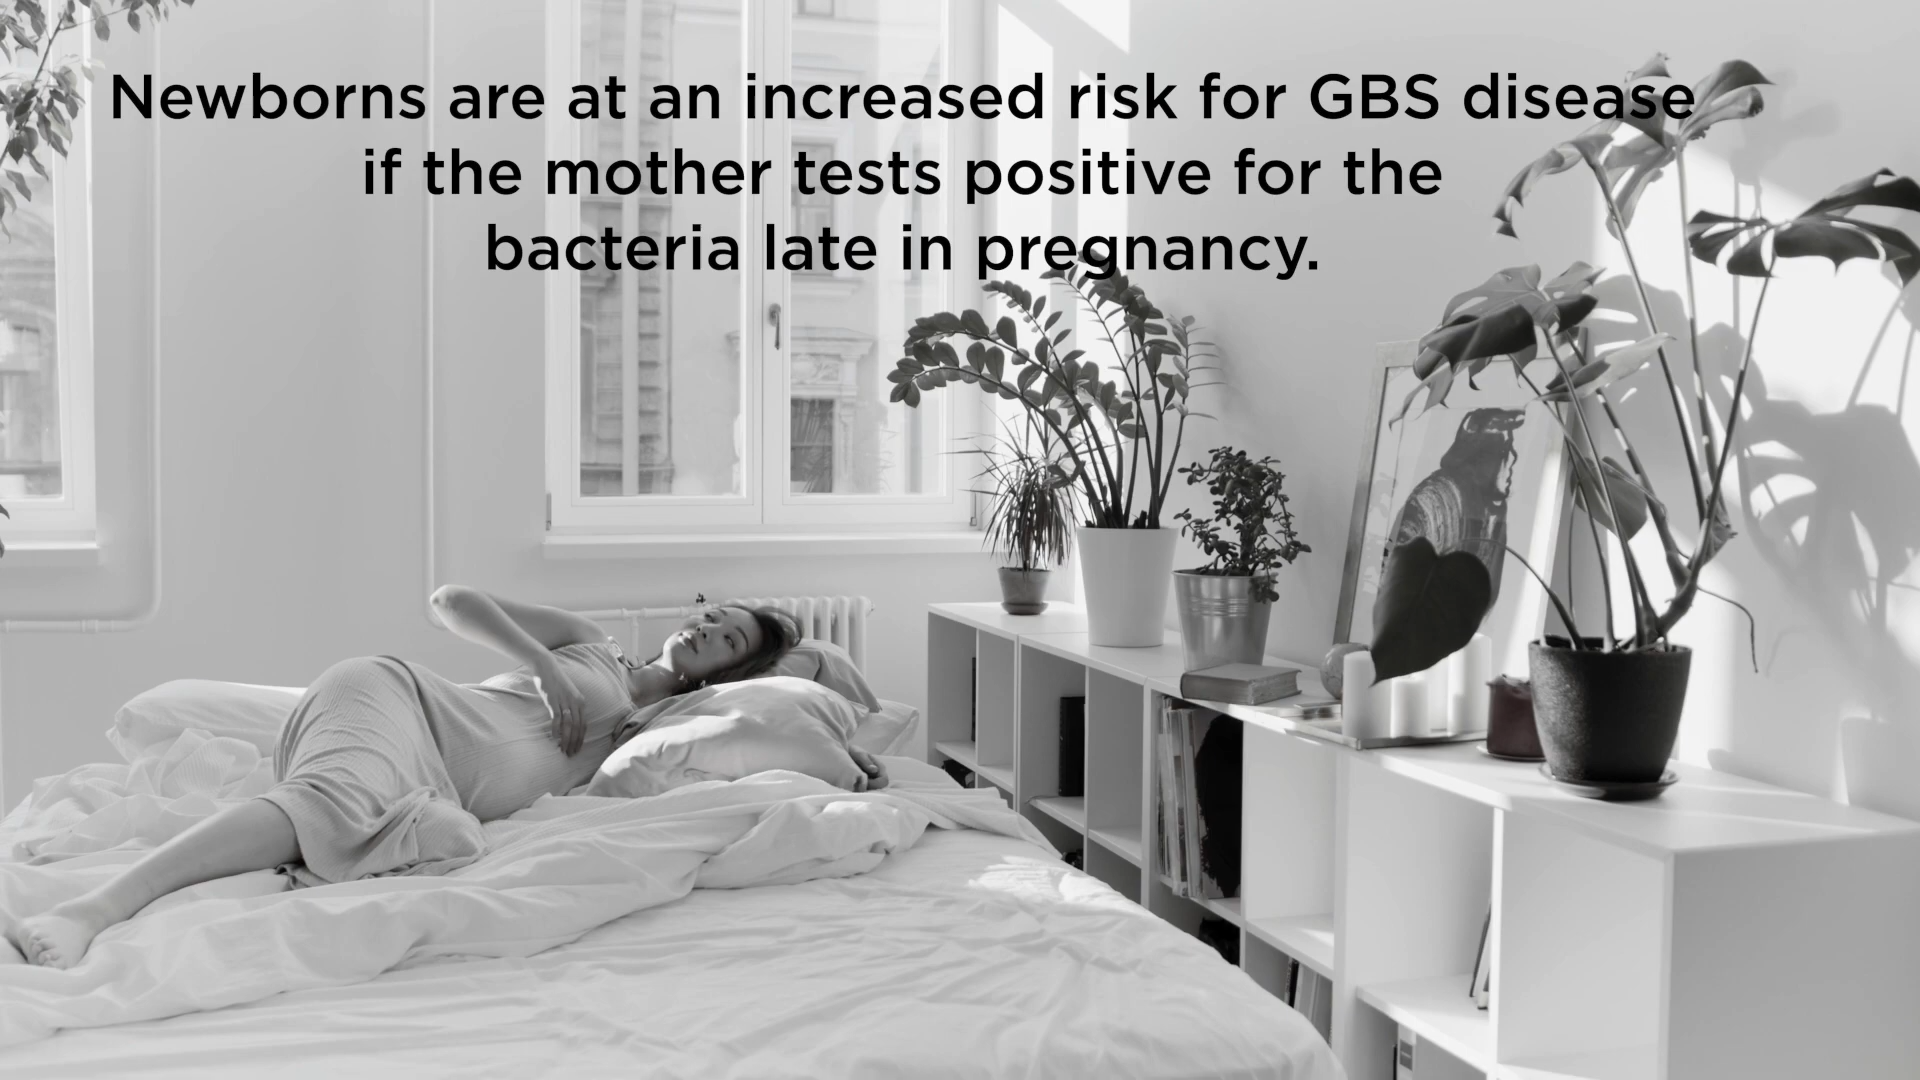 Newborns are at an increased risk for GBS disease
if the mother tests positive for the
bacteria late in pregnancy.